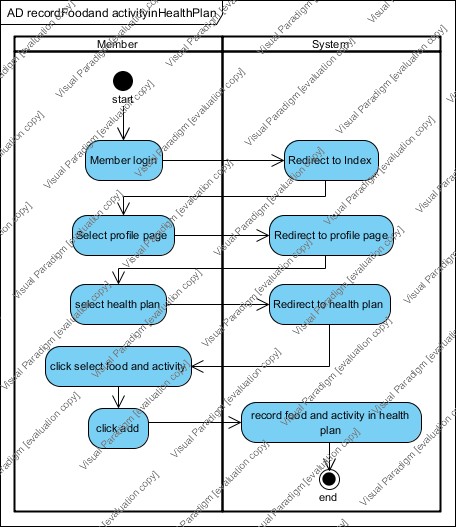 AD recordFoodand activityinHealthPlan
Member
System
start
Member login
Redirect to Index
Select profile page
Redirect to profile page
select health plan
Redirect to health plan
click select food and activity
click add
record food and activity in health
plan
end
Visual Paradigm [evaluation copy]